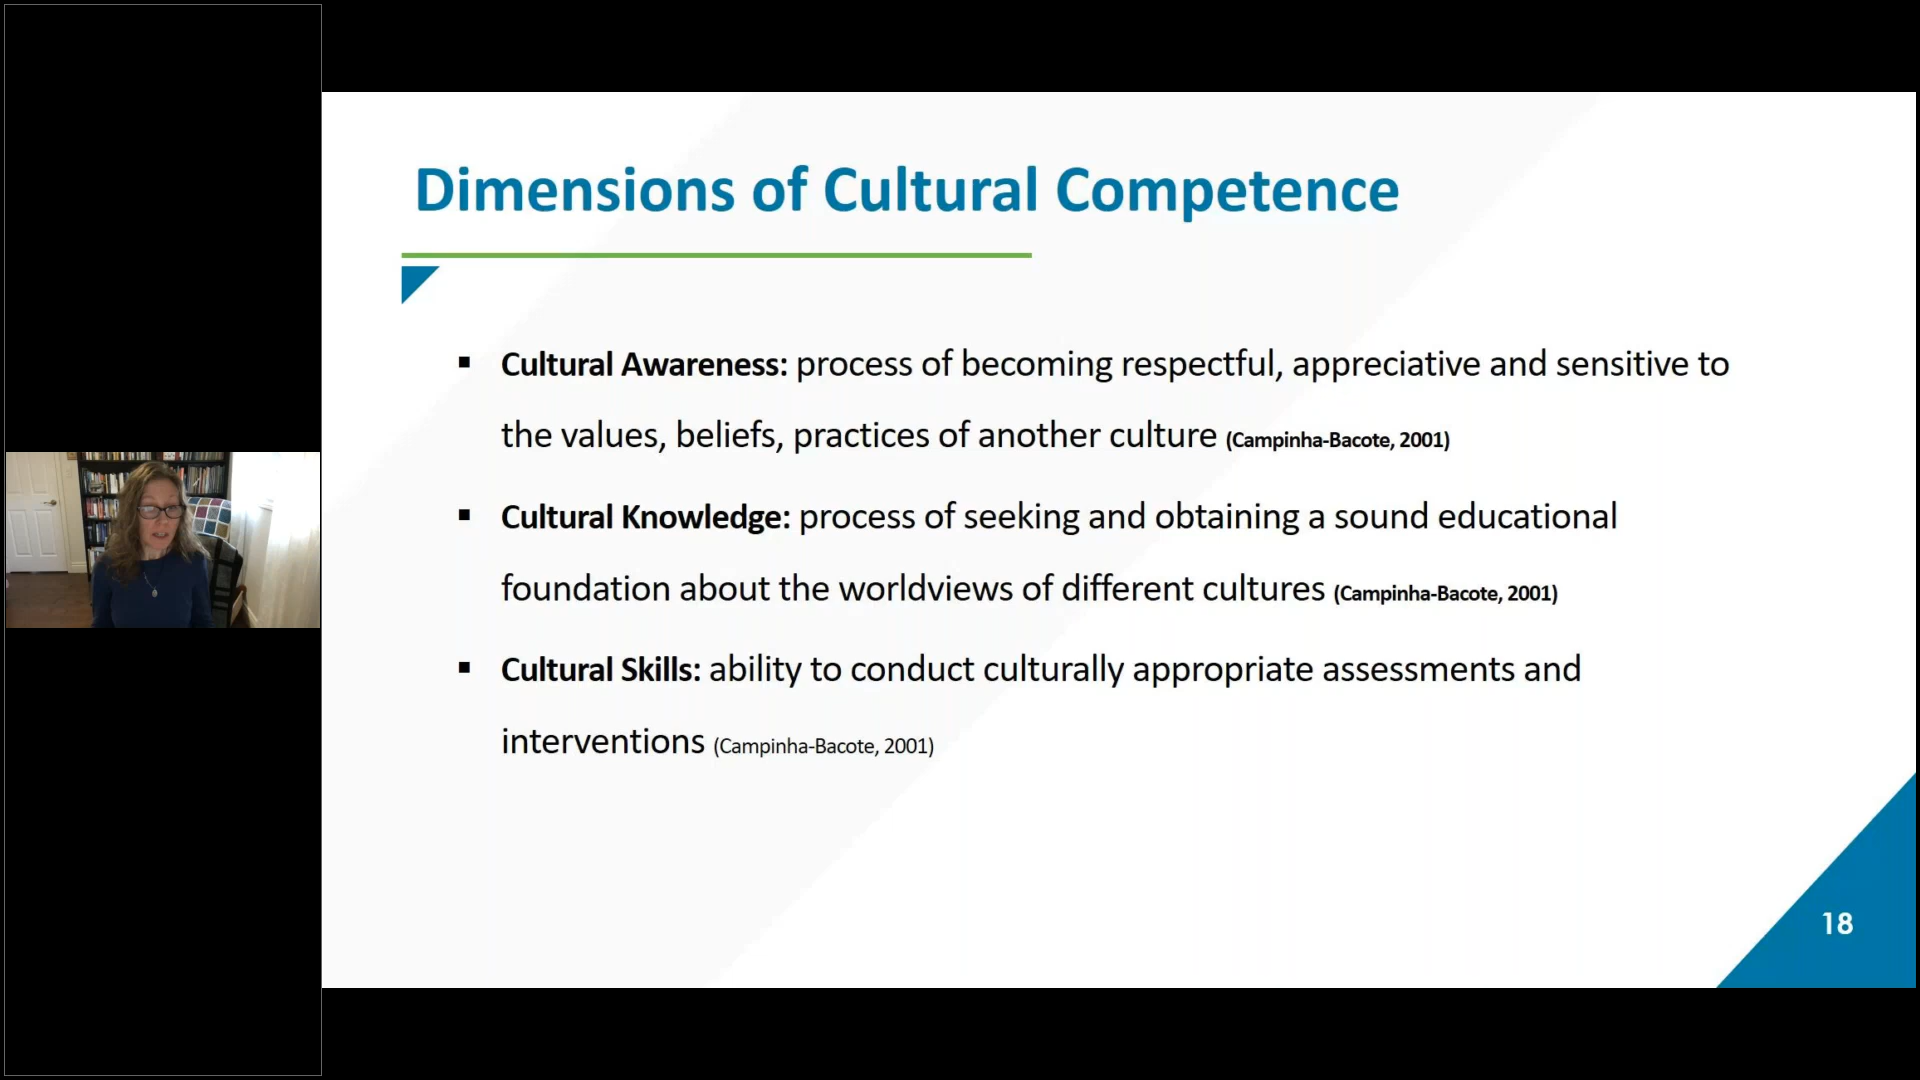 Dimensions of Cultural Competence
▪ Cultural Awareness: process of becoming respectful, appreciative and sensitive to
the values, beliefs, practices of another culture (Campinha-Bacote, 2001)
▪ Cultural Knowledge: process of seeking and obtaining a sound educational
foundation about the worldviews of different cultures (Campinha-Bacote, 2001)
▪ Cultural Skills: ability to conduct culturally appropriate assessments and
interventions (Campinha-Bacote, 2001)
18